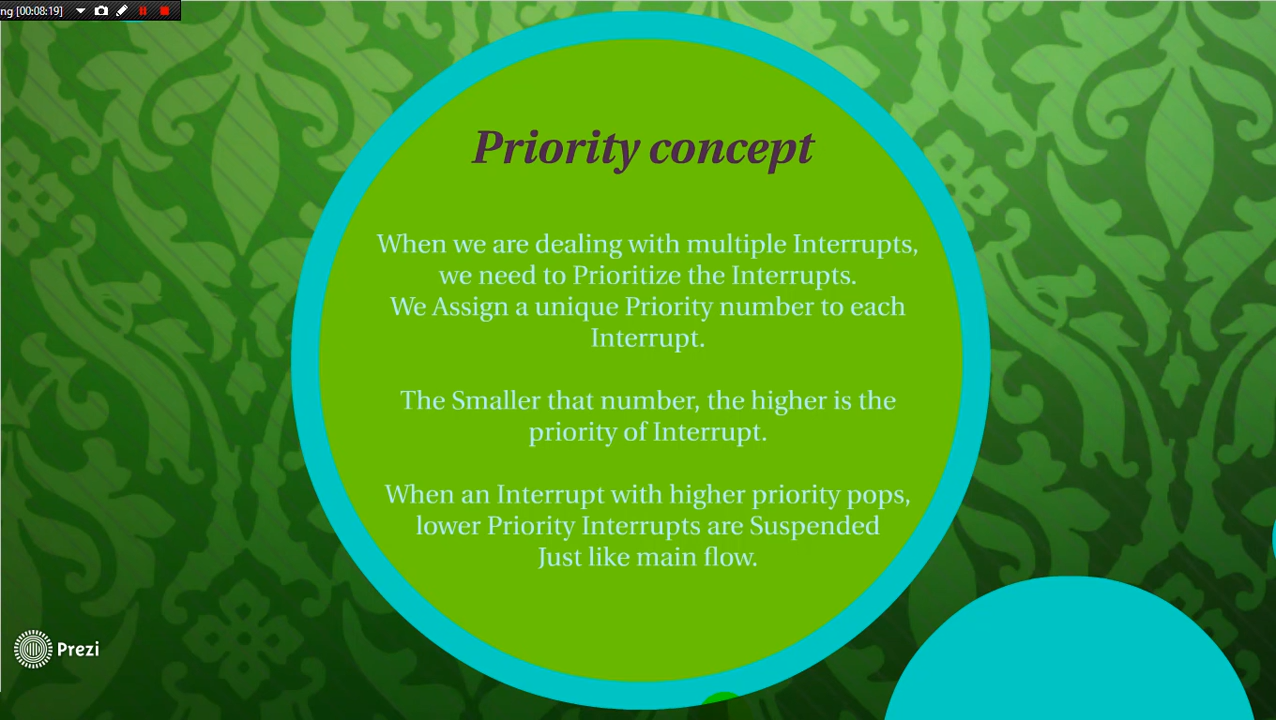 ng [00:08:19]
Priority concept
When we are dealing with multiple Interrupts,
we need to Prioritize the Interrupts.
We Assign a unique Priority number to each
Interrupt.
The Smaller that number, the higher is the
priority of Interrupt.
When an Interrupt with higher priority pops,
lower Priority Interrupts are Suspended
Just like main flow.
Prezi